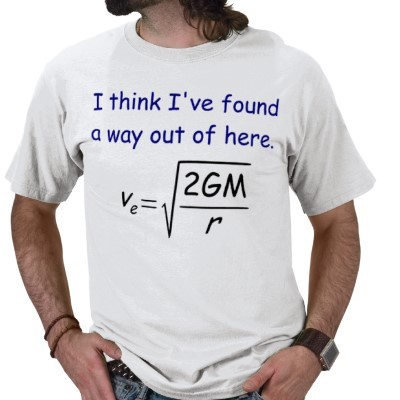 I think I've found
a way out of here.
vₑ=√(2GM/r)